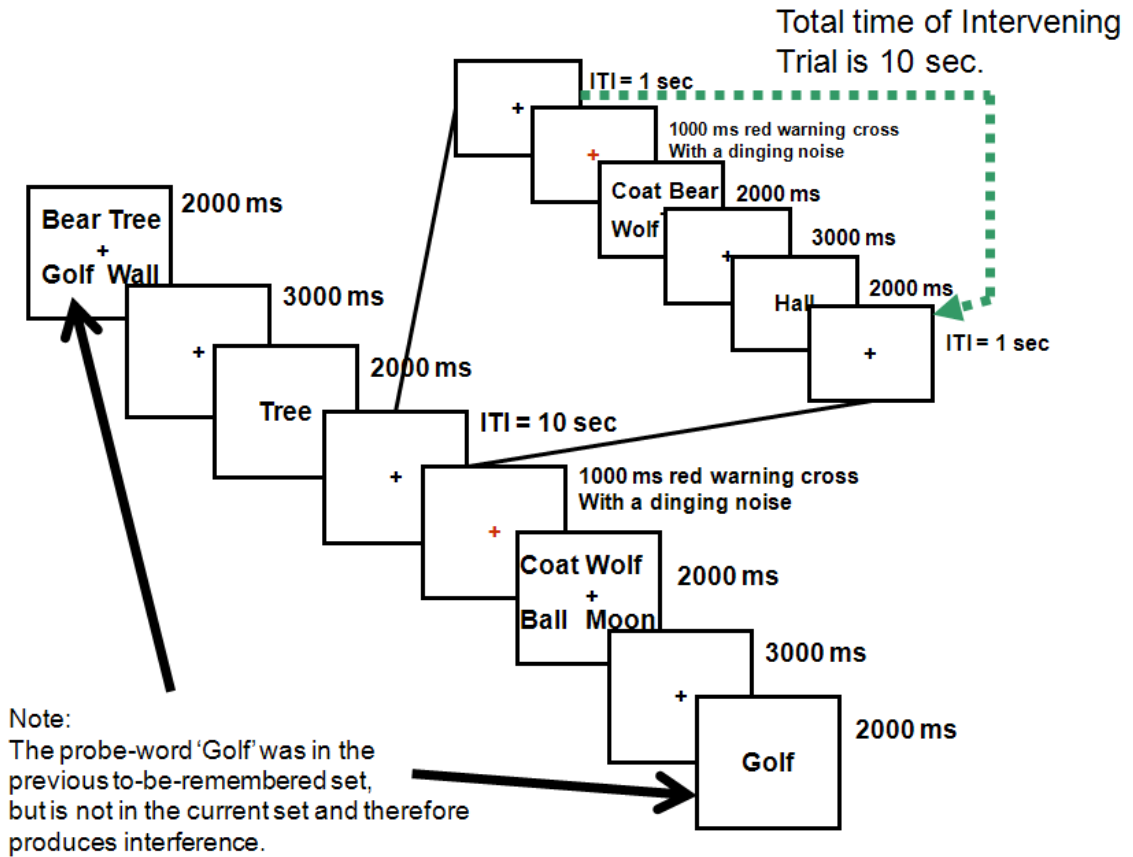 Total time of Intervening
Trial is 10 sec.
ITI = 1 sec
+
1000 ms red warning cross
With a dinging noise
+
Coat Bear
Wolf
2000 ms
+
3000 ms
Hall
2000 ms
+
ITI = 1 sec
Bear Tree
+
Golf Wall
2000 ms
+
3000 ms
Tree
2000 ms
+
ITI = 10 sec
+
1000 ms red warning cross
With a dinging noise
Coat Wolf
+
Ball Moon
2000 ms
+
3000 ms
Golf
2000 ms
Note:
The probe-word ‘Golf’ was in the
previous to-be-remembered set,
but is not in the current set and therefore
produces interference.